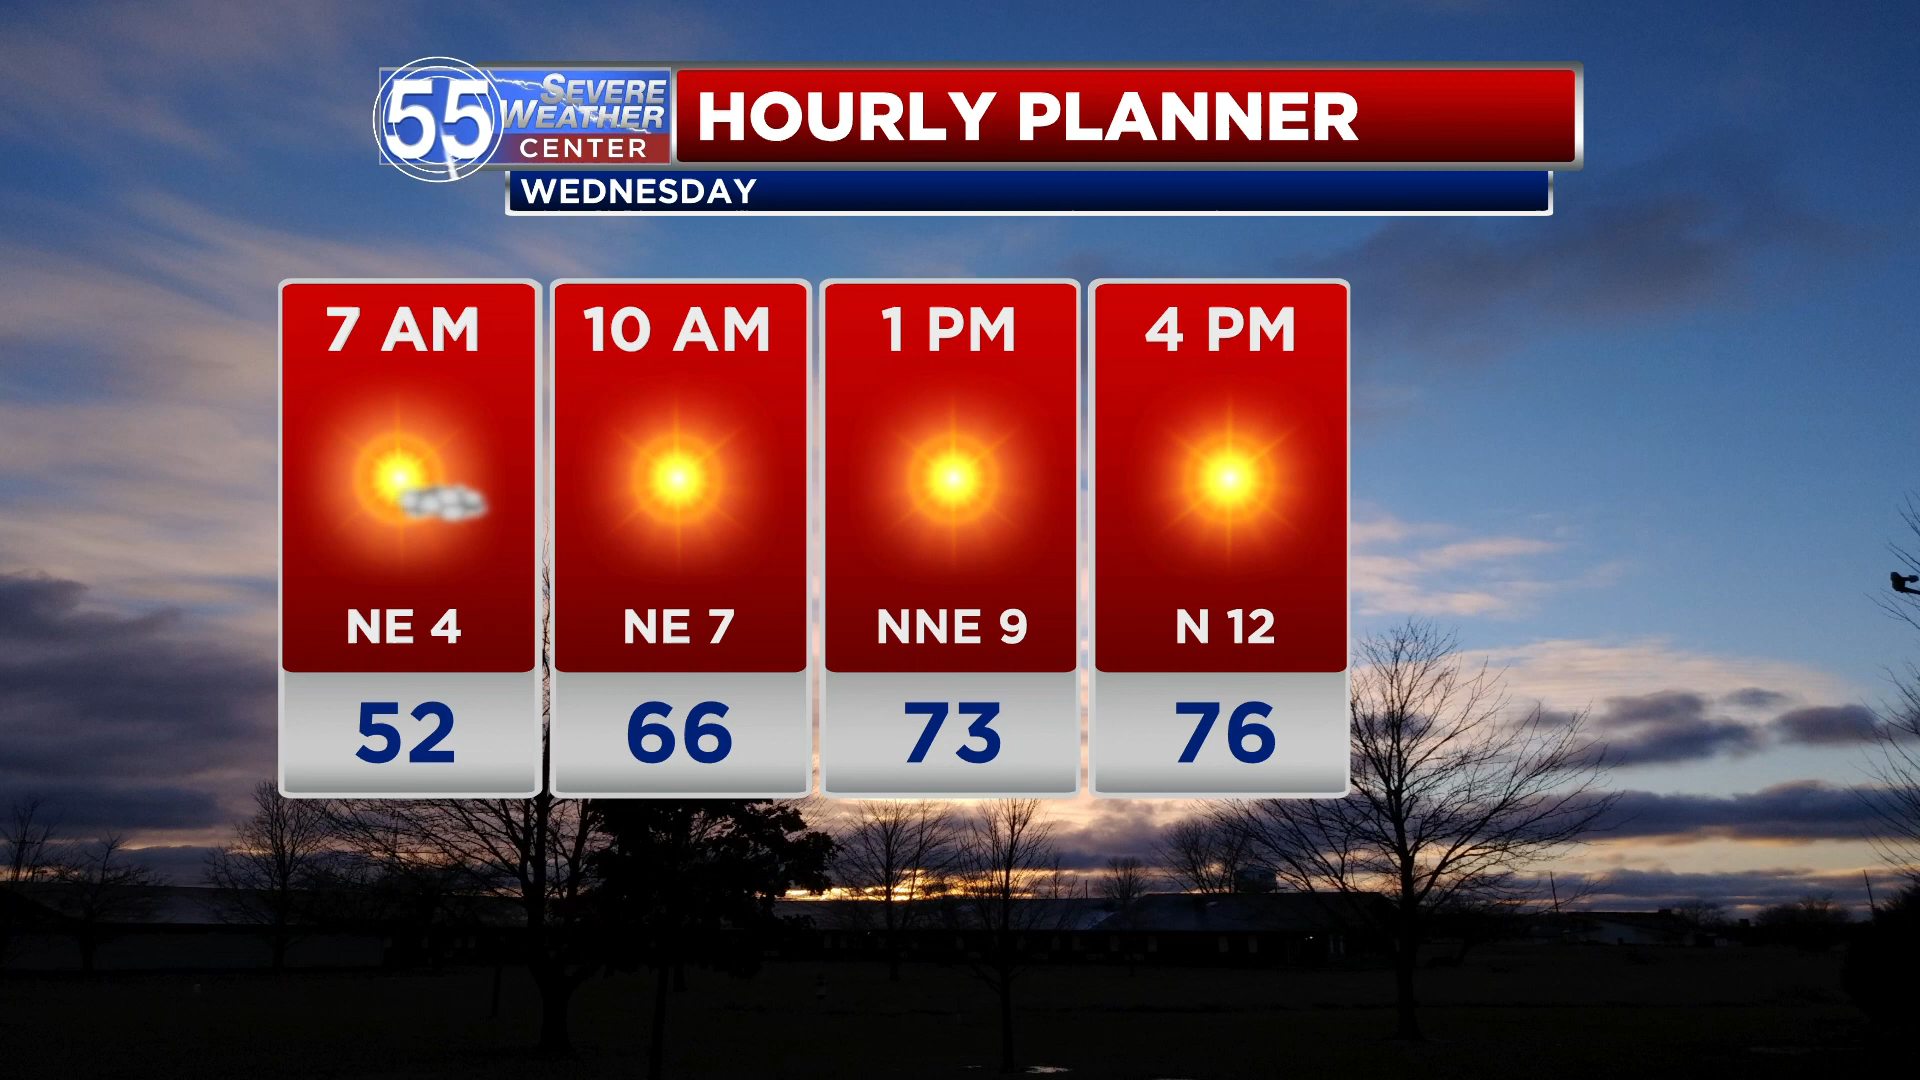 55
SEVERE
WEATHER
CENTER
HOURLY PLANNER
WEDNESDAY
7 AM
NE 4
52
10 AM
NE 7
66
1 PM
NNE 9
73
4 PM
N 12
76